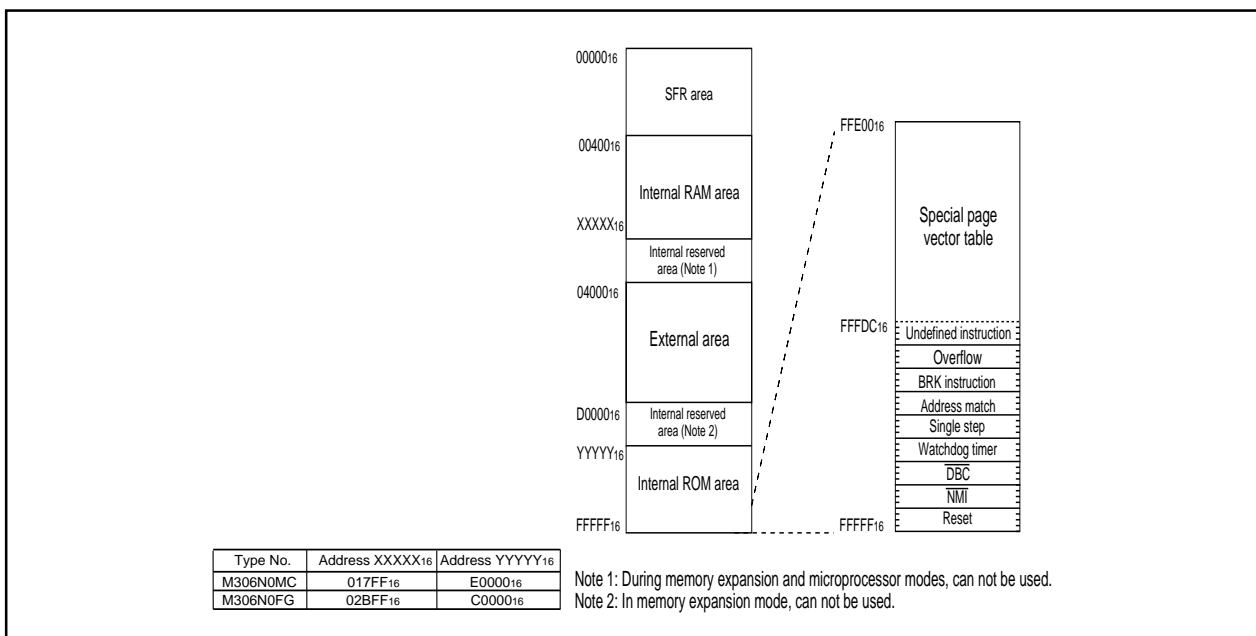 00000₁₆
SFR area
00400₁₆
Internal RAM area
XXXXX₁₆
Internal reserved
area (Note 1)
04000₁₆
External area
D0000₁₆
Internal reserved
area (Note 2)
YYYYY₁₆
Internal ROM area
FFFFF₁₆
FFE00₁₆
Special page
vector table
FFFDC₁₆
Undefined instruction
Overflow
BRK instruction
Address match
Single step
Watchdog timer
D̅B̅C̅
N̅M̅I̅
Reset
FFFFF₁₆
Type No. Address XXXXX₁₆ Address YYYYY₁₆
M306N0MC 017FF₁₆ E0000₁₆
M306N0FG 02BFF₁₆ C0000₁₆
Note 1: During memory expansion and microprocessor modes, can not be used.
Note 2: In memory expansion mode, can not be used.